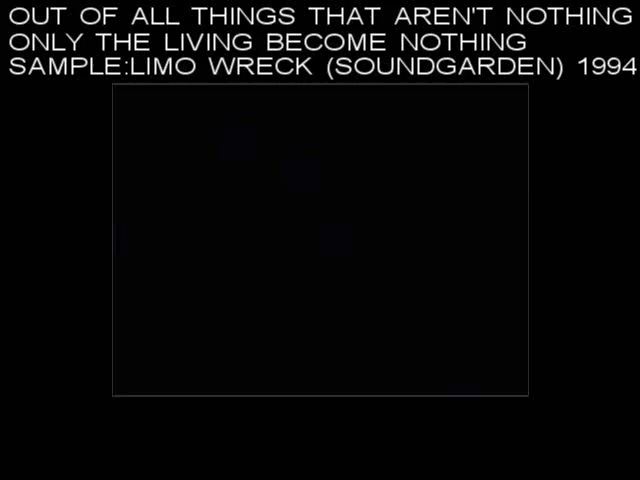 OUT OF ALL THINGS THAT AREN'T NOTHING
ONLY THE LIVING BECOME NOTHING
SAMPLE:LIMO WRECK (SOUNDGARDEN) 1994